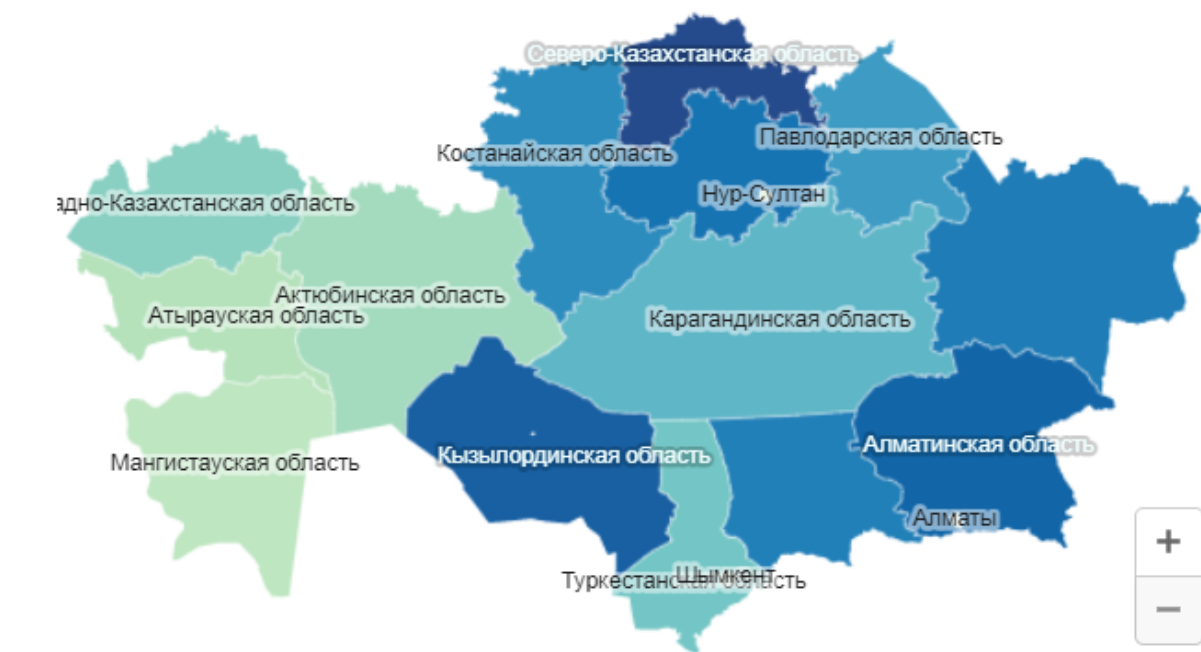 Северо-Казахстанская область
Павлодарская область
Костанайская область
Нур-Султан
адно-Казахстанская область
Актюбинская область
Атырауская область
Карагандинская область
Алматинская область
Кызылординская область
Мангистауская область
Алматы
Шымкент
Туркестанская область
+
−